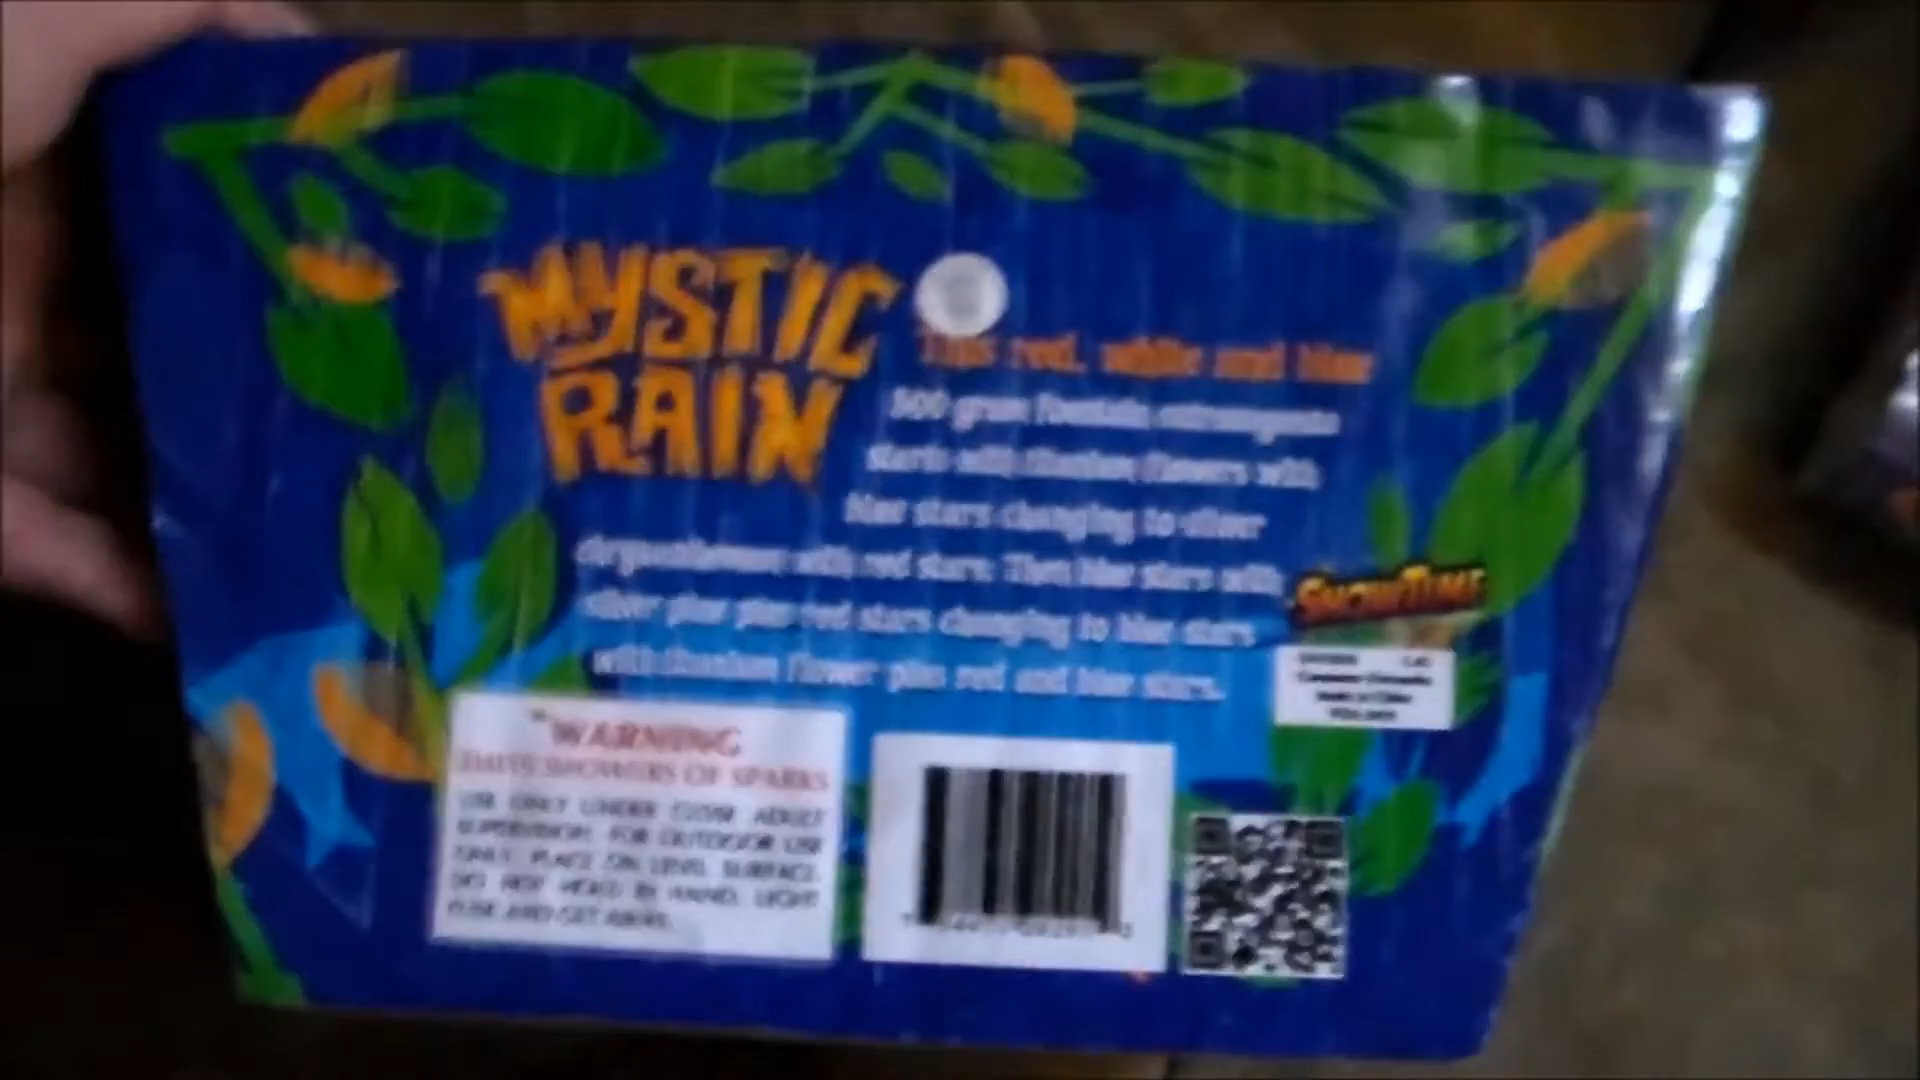 MYSTIC
RAIN
This red, white and blue
500 gram fountain extravaganza
starts with titanium flowers with
blue stars changing to silver
chrysanthemums with red stars. Then blue stars with
silver plus red stars changing to blue stars
with titanium flower plus red and blue stars.
SHOWTIME
WARNING
EMITS SHOWERS OF SPARKS
USE ONLY UNDER CLOSE ADULT
SUPERVISION. FOR OUTDOOR USE
ONLY. PLACE ON LEVEL SURFACE.
DO NOT HOLD IN HAND. LIGHT
FUSE AND GET AWAY.